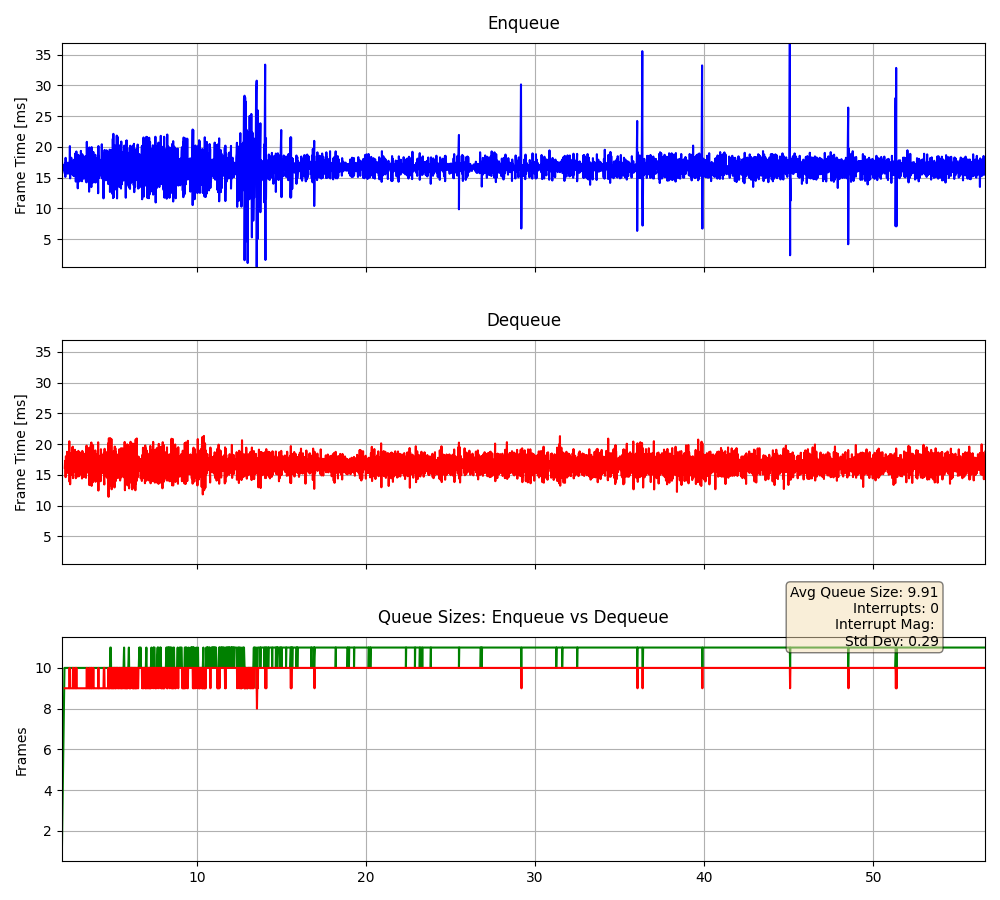 Enqueue
Frame Time [ms]
35
30
25
20
15
10
5
Dequeue
Frame Time [ms]
35
30
25
20
15
10
5
Avg Queue Size: 9.91
Interrupts: 0
Interrupt Mag:
Std Dev: 0.29
Queue Sizes: Enqueue vs Dequeue
Frames
10
8
6
4
2
10 20 30 40 50